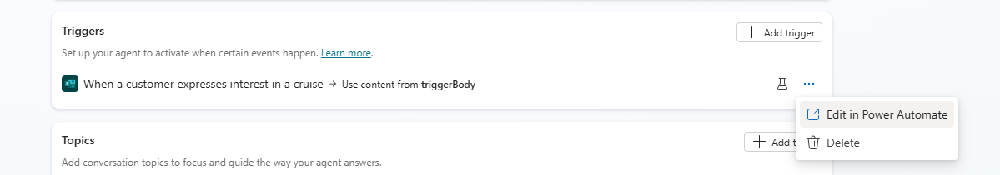 Triggers
Add trigger
Set up your agent to activate when certain events happen. Learn more.
When a customer expresses interest in a cruise → Use content from triggerBody
Edit in Power Automate
Delete
Topics
Add t
Add conversation topics to focus and guide the way your agent answers.